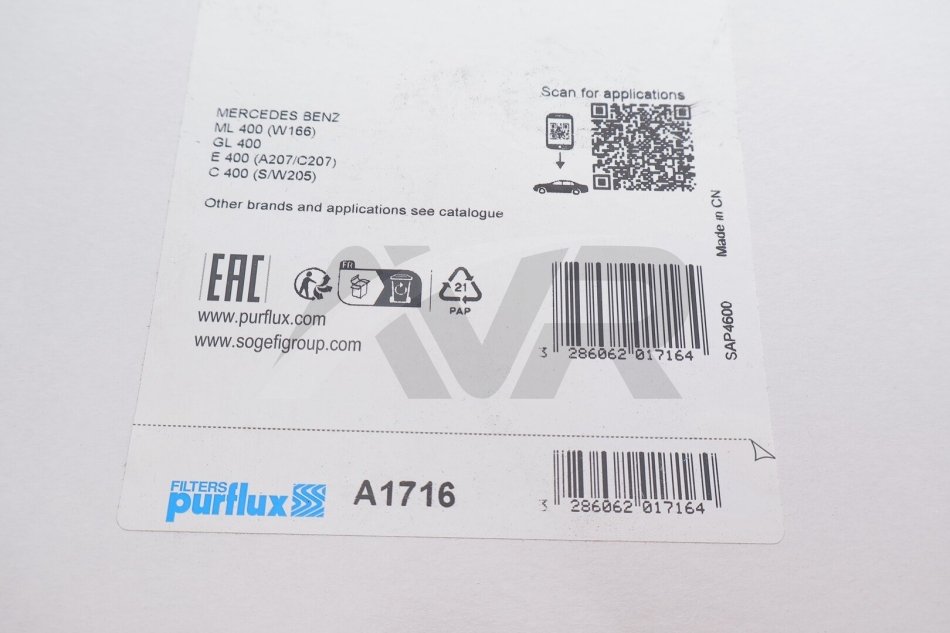 Scan for applications
MERCEDES BENZ
ML 400 (W166)
GL 400
E 400 (A207/C207)
C 400 (S/W205)
Other brands and applications see catalogue
Made in CN
EAC
FR
21
PAP
www.purflux.com
www.sogefigroup.com
3 286062 017164
SAP4600
AVR
FILTERS
purflux
A1716
3 286062 017164